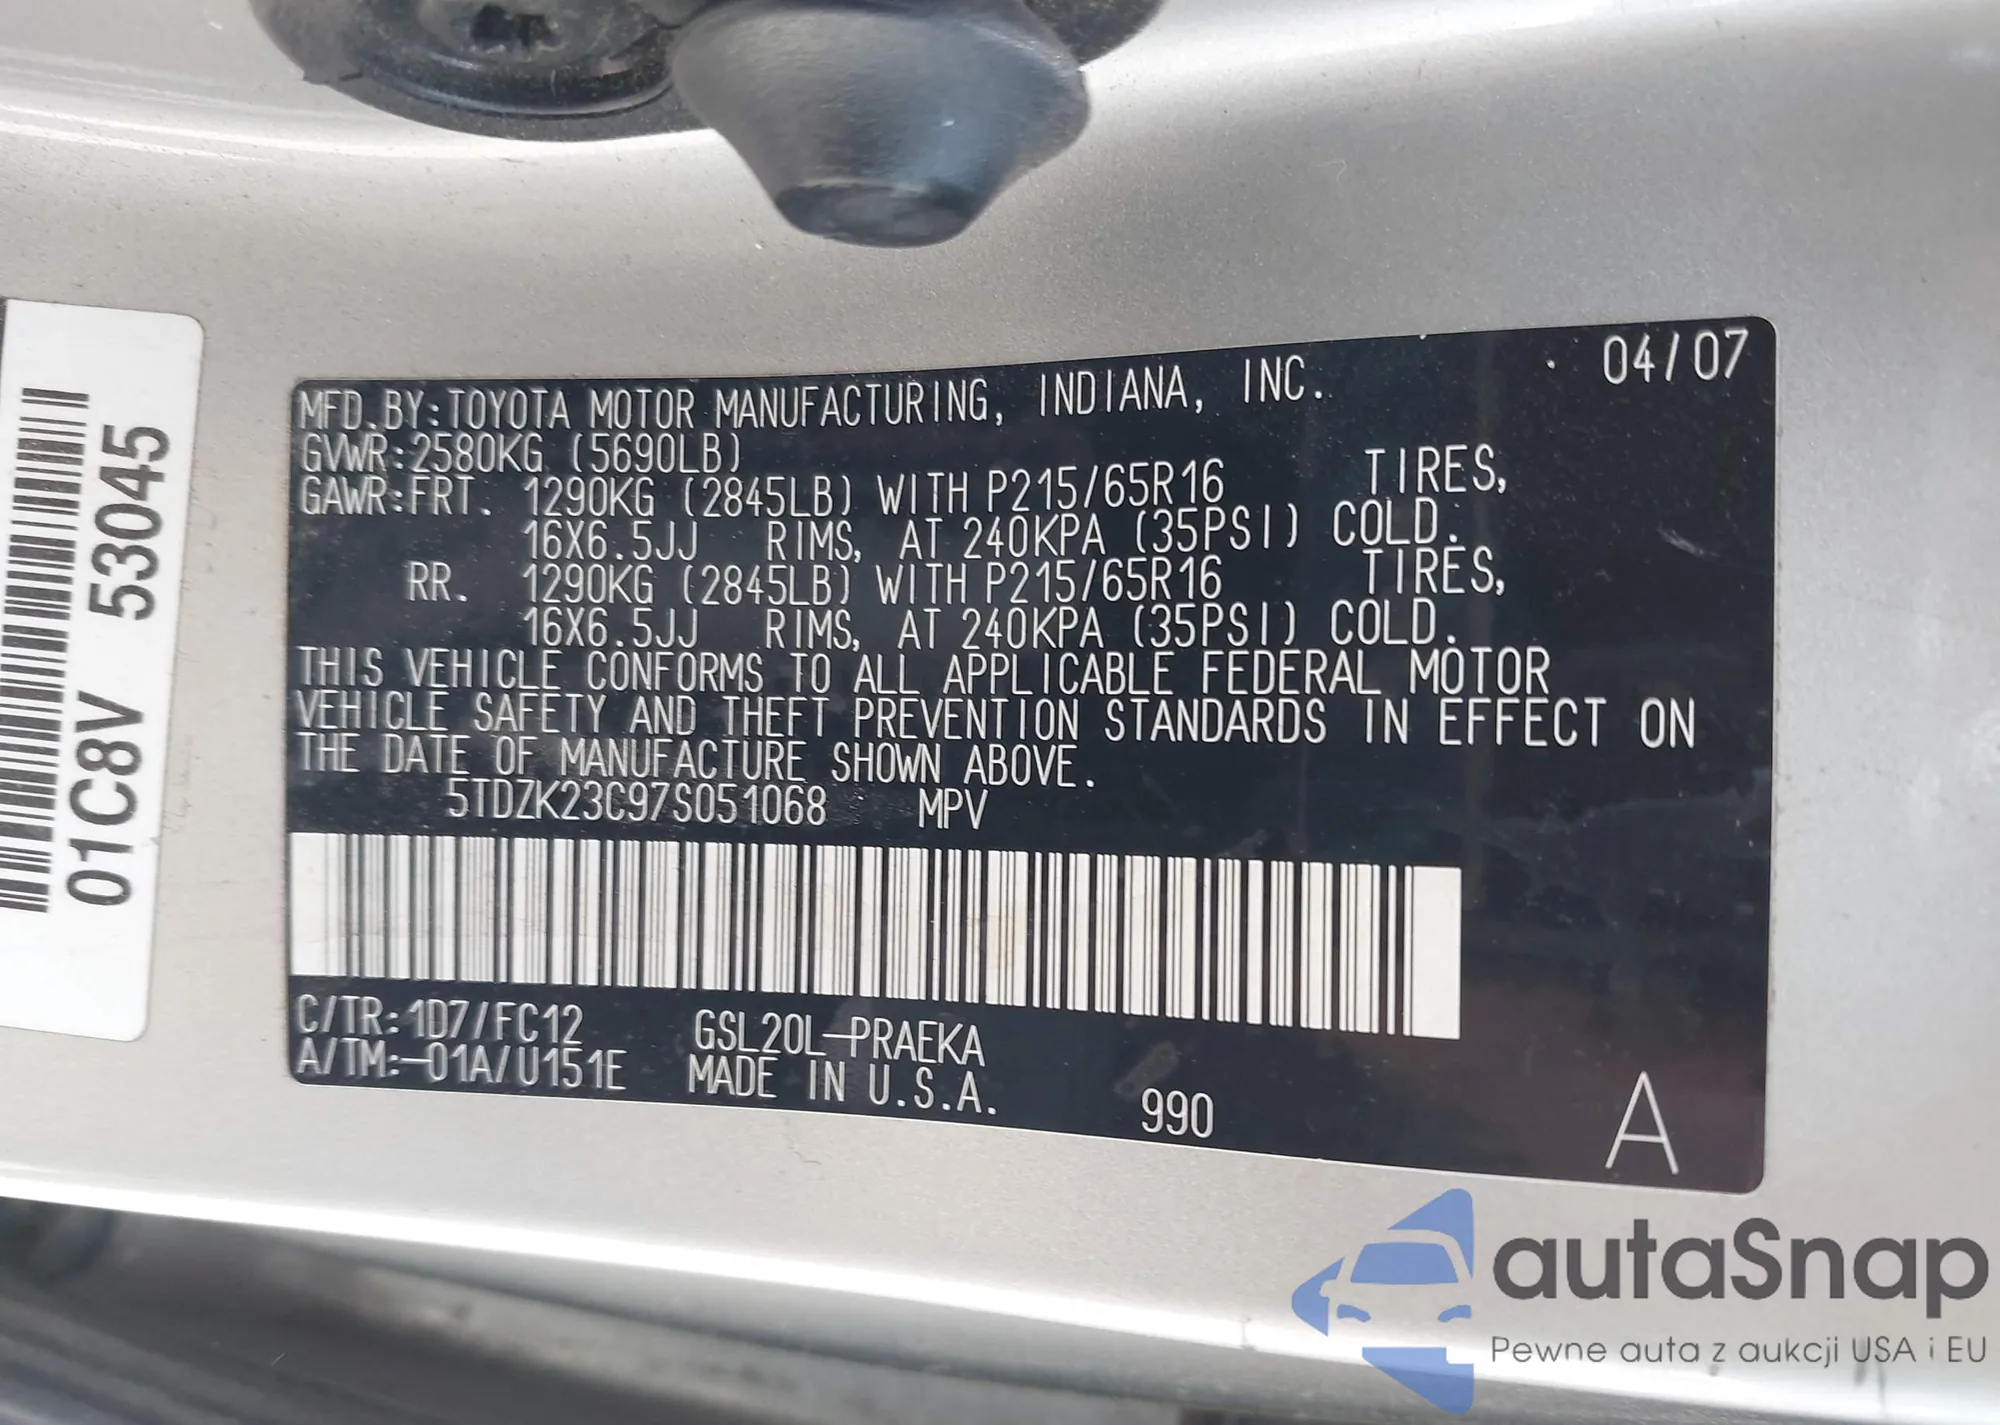 04/07
MFD.BY:TOYOTA MOTOR MANUFACTURING, INDIANA, INC.
GVWR:2580KG (5690LB)
GAWR:FRT. 1290KG (2845LB) WITH P215/65R16 TIRES,
16X6.5JJ RIMS, AT 240KPA (35PSI) COLD.
RR. 1290KG (2845LB) WITH P215/65R16 TIRES,
16X6.5JJ RIMS, AT 240KPA (35PSI) COLD.
THIS VEHICLE CONFORMS TO ALL APPLICABLE FEDERAL MOTOR
VEHICLE SAFETY AND THEFT PREVENTION STANDARDS IN EFFECT ON
THE DATE OF MANUFACTURE SHOWN ABOVE.
5TDZK23C97S051068 MPV
C/TR:1D7/FC12 GSL20L-PRAEKA
A/TM:-01A/U151E MADE IN U.S.A.
990
A
01C8V 53045
autaSnap
Pewne auta z aukcji USA i EU